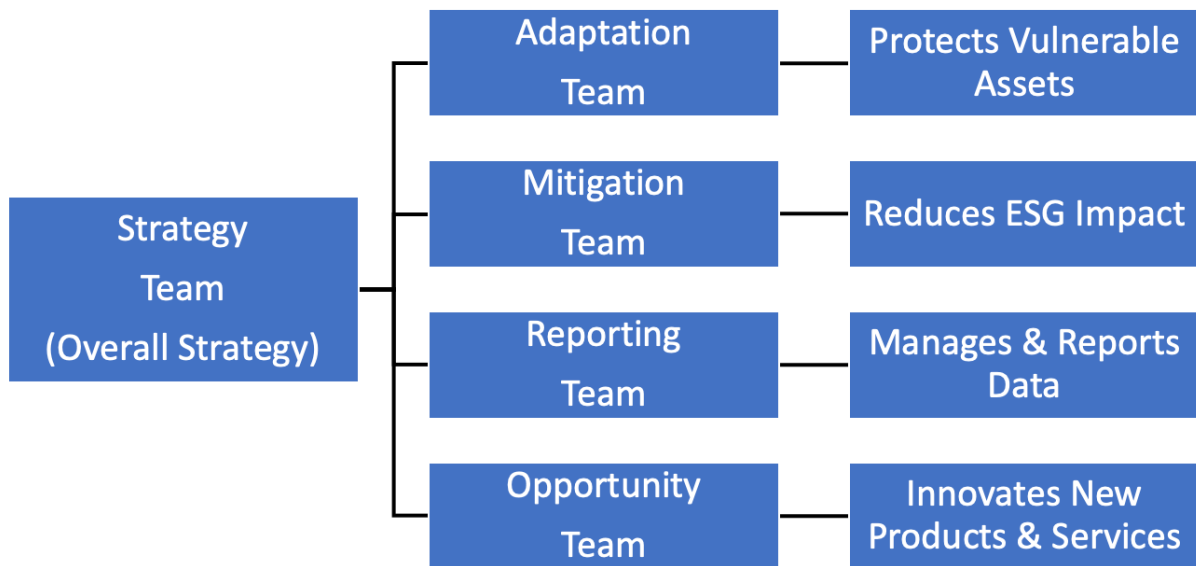 Strategy
Team
(Overall Strategy)
Adaptation
Team
Protects Vulnerable
Assets
Mitigation
Team
Reduces ESG Impact
Reporting
Team
Manages & Reports
Data
Opportunity
Team
Innovates New
Products & Services